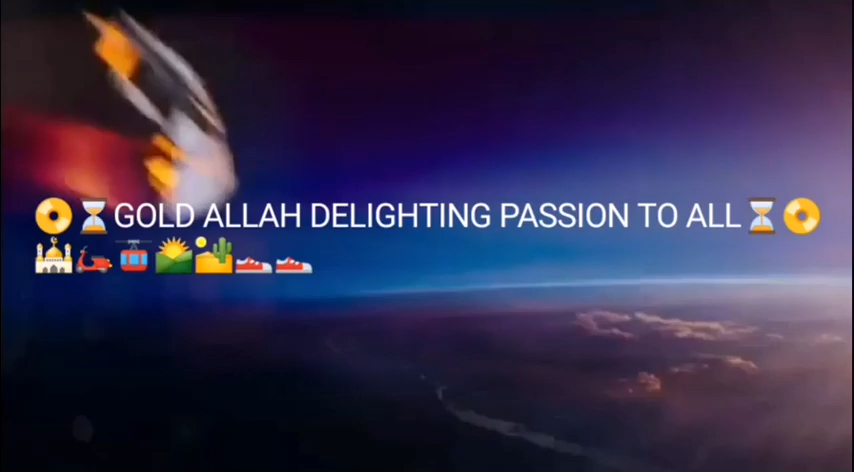 📀⏳GOLD ALLAH DELIGHTING PASSION TO ALL⏳📀
🕌🛵🚡🌄🏜👟👟